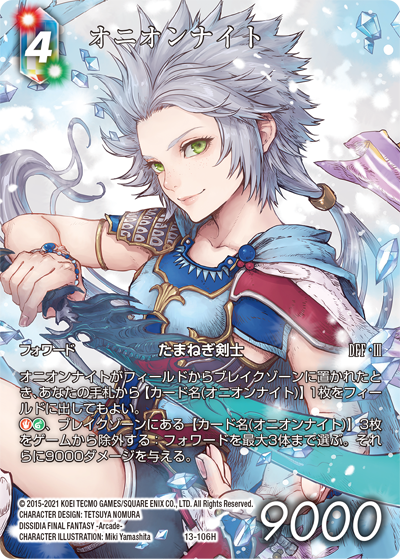 4
オニオンナイト
フォワード たまねぎ剣士 DFF・III
オニオンナイトがフィールドからブレイクゾーンに置かれたと
き、あなたの手札から【カード名(オニオンナイト)】1枚をフィー
ルドに出してもよい。
、ブレイクゾーンにある【カード名(オニオンナイト)】3枚
をゲームから除外する:フォワードを最大3体まで選ぶ。それ
らに9000ダメージを与える。
© 2015-2021 KOEI TECMO GAMES/SQUARE ENIX CO., LTD. All Rights Reserved.
CHARACTER DESIGN: TETSUYA NOMURA
DISSIDIA FINAL FANTASY -Arcade-
CHARACTER ILLUSTRATION: Miki Yamashita
13-106H
9000